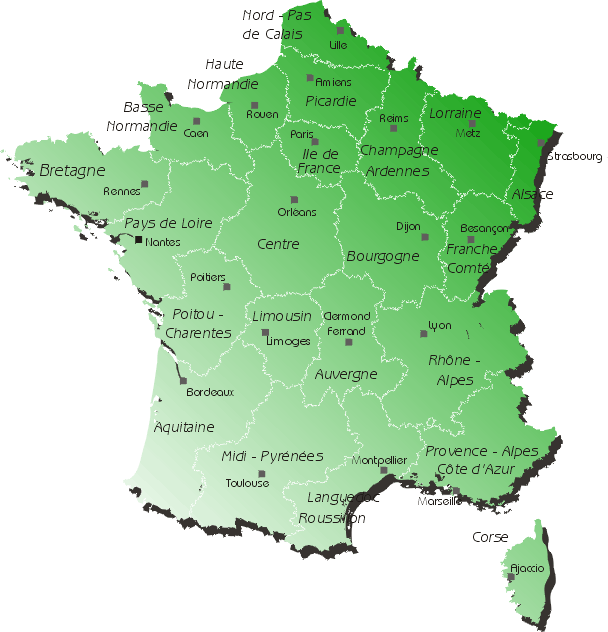 Nord - Pas
de Calais
Lille
Haute
Normandie
Amiens
Picardie
Basse
Normandie
Rouen
Caen
Reims
Lorraine
Metz
Paris
Ile de
France
Champagne
Ardennes
Strasbourg
Alsace
Bretagne
Rennes
Orléans
Pays de Loire
Nantes
Centre
Dijon
Bourgogne
Besançon
Franche
Comté
Poitiers
Poitou -
Charentes
Limousin
Limoges
Clermond
Ferrand
Auvergne
Lyon
Rhône -
Alpes
Bordeaux
Aquitaine
Midi - Pyrénées
Toulouse
Montpellier
Languedoc
Roussillon
Provence - Alpes
Côte d'Azur
Marseille
Corse
Ajaccio